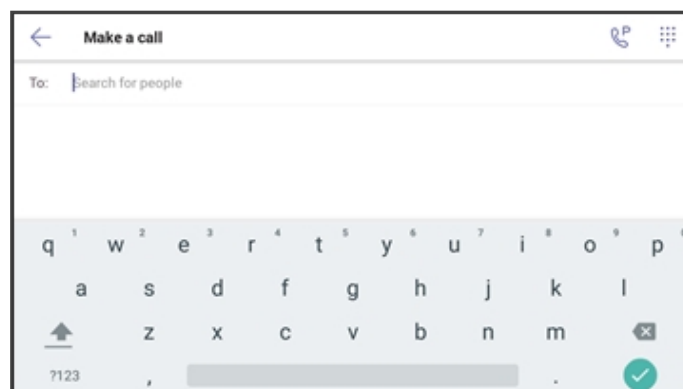 Make a call
P
To: Search for people
1 2 3 4 5 6 7 8 9
q w e r t y u i o p
a s d f g h j k l
z x c v b n m
?123 , .